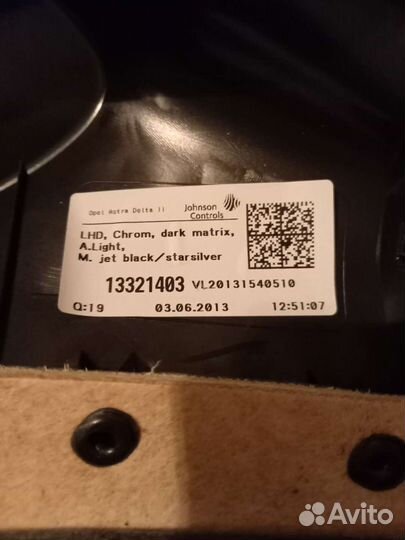 Opel Astra Delta II
Johnson
Controls
LHD, Chrom, dark matrix,
A.Light,
M. jet black/starsilver
13321403 VL20131540510
Q:19 03.06.2013 12:51:07
Avito